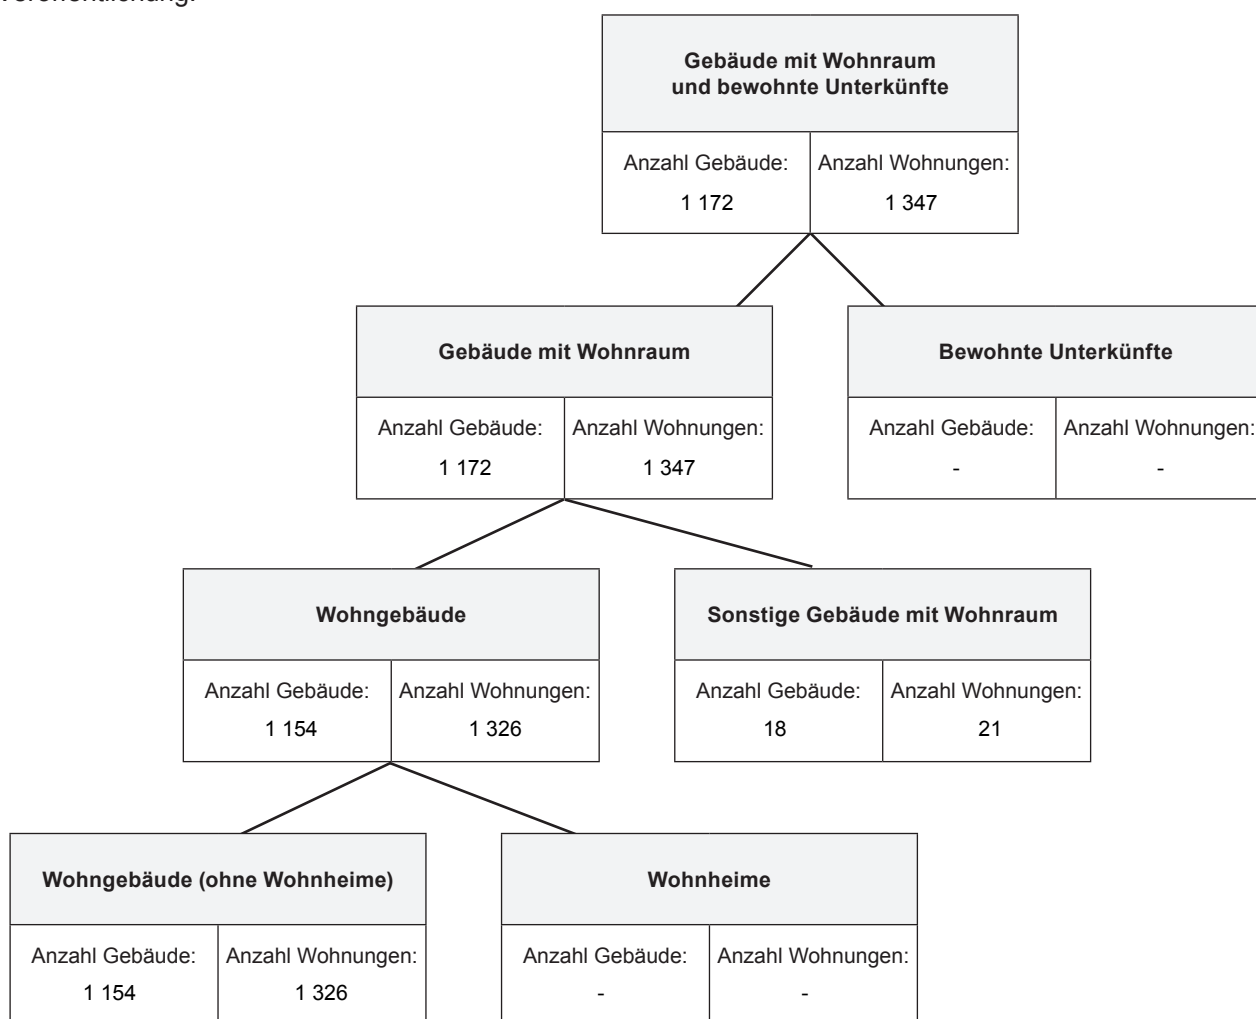 Veröffentlichung.
Gebäude mit Wohnraum
und bewohnte Unterkünfte
Anzahl Gebäude: Anzahl Wohnungen:
1 172 1 347
Gebäude mit Wohnraum Bewohnte Unterkünfte
Anzahl Gebäude: Anzahl Wohnungen: Anzahl Gebäude: Anzahl Wohnungen:
1 172 1 347 - -
Wohngebäude Sonstige Gebäude mit Wohnraum
Anzahl Gebäude: Anzahl Wohnungen: Anzahl Gebäude: Anzahl Wohnungen:
1 154 1 326 18 21
Wohngebäude (ohne Wohnheime) Wohnheime
Anzahl Gebäude: Anzahl Wohnungen: Anzahl Gebäude: Anzahl Wohnungen:
1 154 1 326 - -